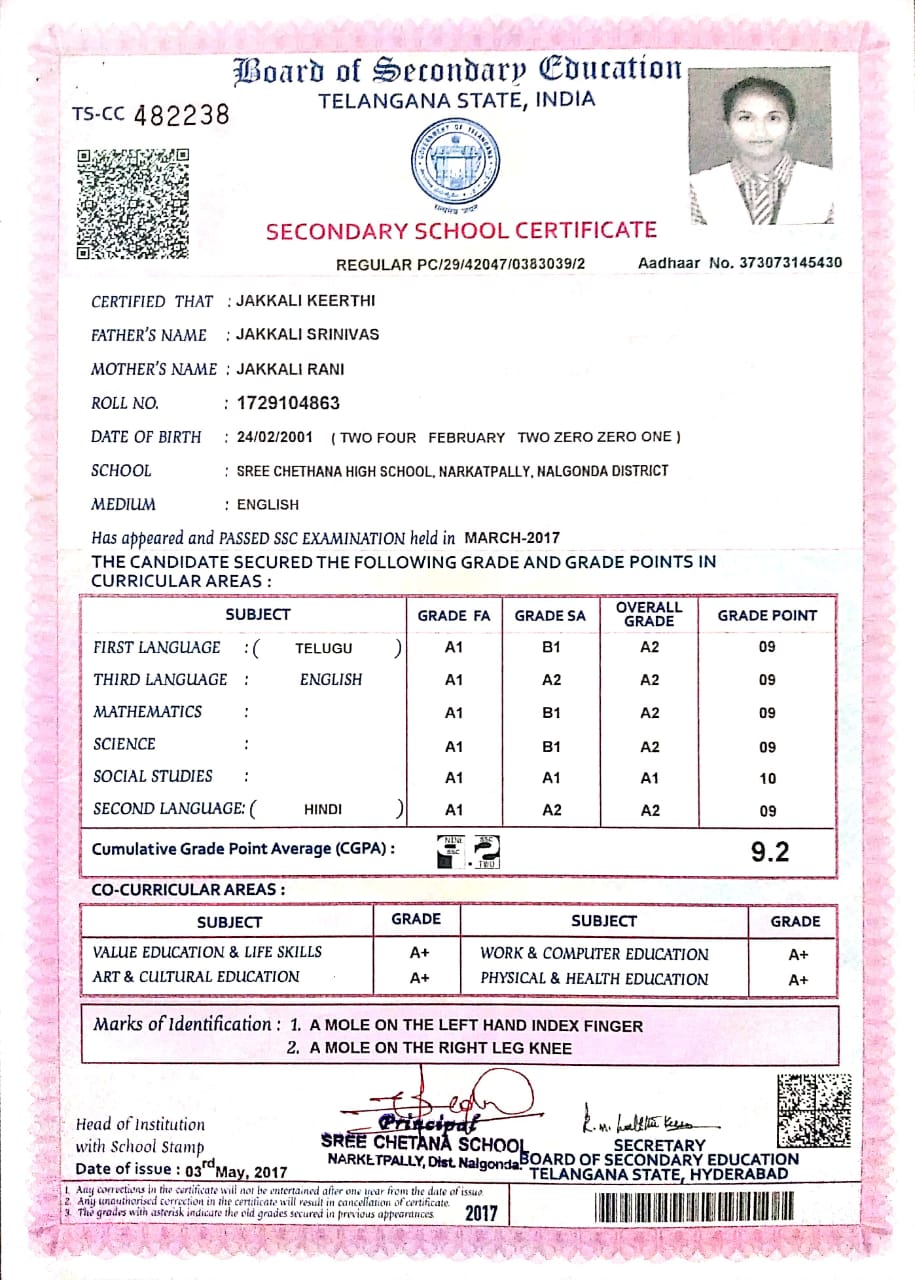 Board of Secondary Education
TELANGANA STATE, INDIA
TS-CC 482238
GOVERNMENT OF TELANGANA
SECONDARY SCHOOL CERTIFICATE
REGULAR PC/29/42047/0383039/2 Aadhaar No. 373073145430
CERTIFIED THAT : JAKKALI KEERTHI
FATHER'S NAME : JAKKALI SRINIVAS
MOTHER'S NAME : JAKKALI RANI
ROLL NO. : 1729104863
DATE OF BIRTH : 24/02/2001 ( TWO FOUR FEBRUARY TWO ZERO ZERO ONE )
SCHOOL : SREE CHETHANA HIGH SCHOOL, NARKATPALLY, NALGONDA DISTRICT
MEDIUM : ENGLISH
Has appeared and PASSED SSC EXAMINATION held in MARCH-2017
THE CANDIDATE SECURED THE FOLLOWING GRADE AND GRADE POINTS IN
CURRICULAR AREAS :
SUBJECT GRADE FA GRADE SA OVERALL GRADE GRADE POINT
FIRST LANGUAGE : ( TELUGU ) A1 B1 A2 09
THIRD LANGUAGE : ENGLISH A1 A2 A2 09
MATHEMATICS : A1 B1 A2 09
SCIENCE : A1 B1 A2 09
SOCIAL STUDIES : A1 A1 A1 10
SECOND LANGUAGE: ( HINDI ) A1 A2 A2 09
Cumulative Grade Point Average (CGPA) : NINE SSC . SSC 2 TWO 9.2
CO-CURRICULAR AREAS :
SUBJECT GRADE SUBJECT GRADE
VALUE EDUCATION & LIFE SKILLS A+ WORK & COMPUTER EDUCATION A+
ART & CULTURAL EDUCATION A+ PHYSICAL & HEALTH EDUCATION A+
Marks of Identification : 1. A MOLE ON THE LEFT HAND INDEX FINGER
2. A MOLE ON THE RIGHT LEG KNEE
Head of Institution
with School Stamp
Date of issue : 03rd May, 2017
Principal
SREE CHETANA SCHOOL
NARKETPALLY, Dist. Nalgonda.
SECRETARY
BOARD OF SECONDARY EDUCATION
TELANGANA STATE, HYDERABAD
1. Any corrections in the certificate will not be entertained after one year from the date of issue.
2. Any unauthorised correction in the certificate will result in cancellation of certificate.
3. The grades with asterisk indicate the old grades secured in previous appearances.
2017